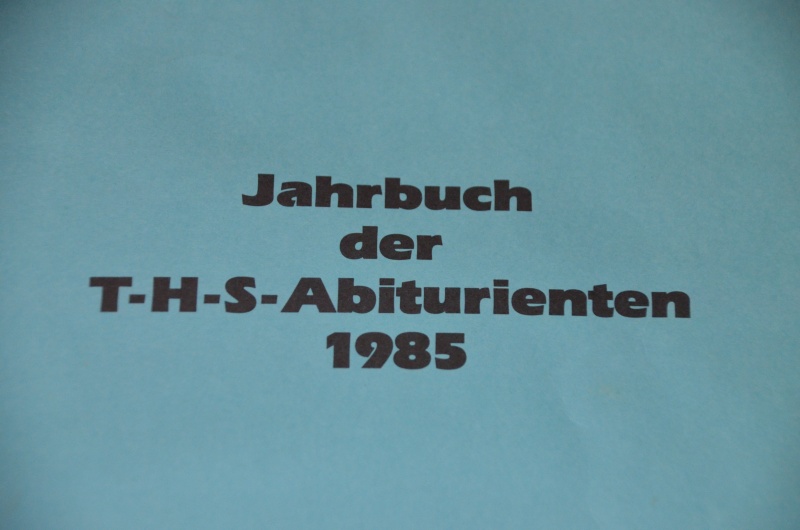 Jahrbuch
der
T-H-S-Abiturienten
1985